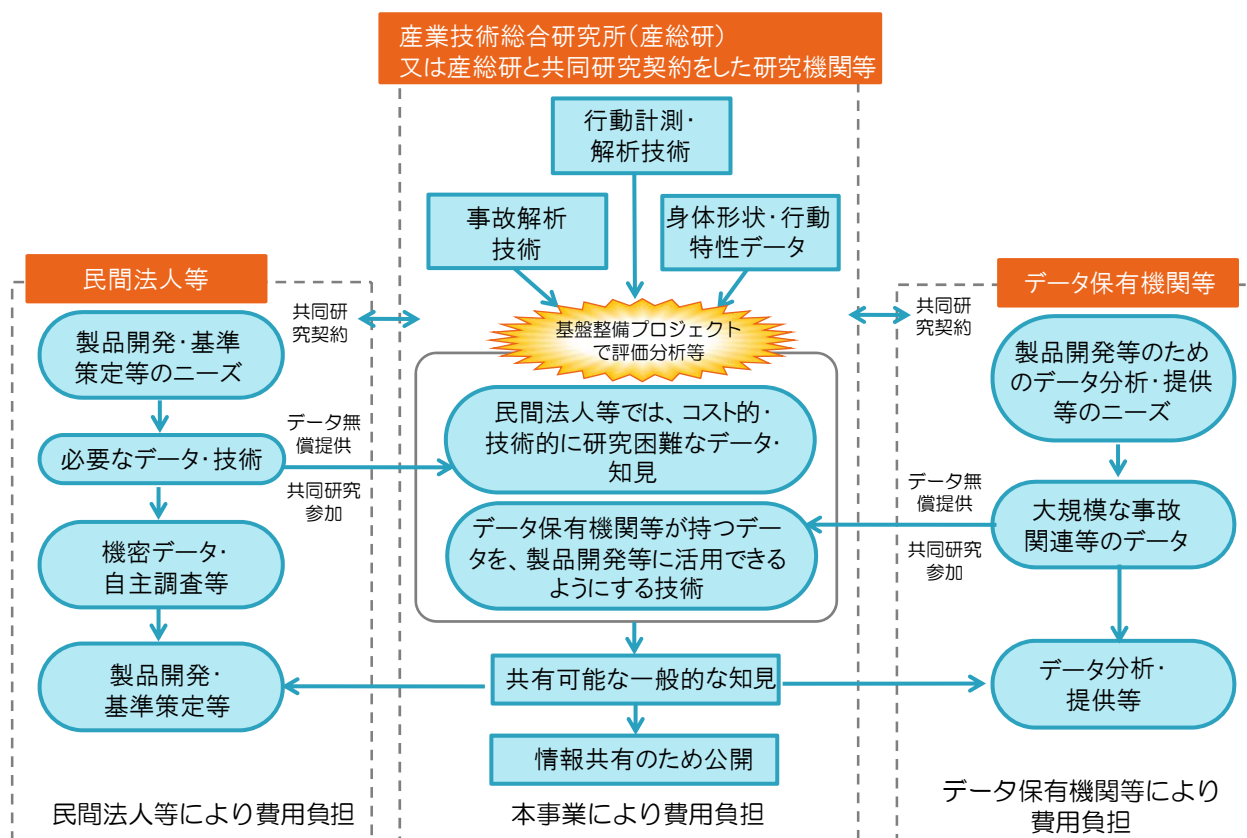 産業技術総合研究所(産総研)
又は産総研と共同研究契約をした研究機関等
行動計測・
解析技術
事故解析
技術
身体形状・行動
特性データ
民間法人等
データ保有機関等
共同研
究契約
共同研
究契約
基盤整備プロジェクト
で評価分析等
製品開発・基準
策定等のニーズ
製品開発等のため
のデータ分析・提供
等のニーズ
民間法人等では、コスト的・
技術的に研究困難なデータ・
知見
データ無
償提供
必要なデータ・技術
共同研究
参加
データ無
償提供
大規模な事故
関連等のデータ
共同研究
参加
データ保有機関等が持つデー
タを、製品開発等に活用できる
ようにする技術
機密データ・
自主調査等
製品開発・
基準策定等
共有可能な一般的な知見
データ分析・
提供等
情報共有のため公開
民間法人等により費用負担
本事業により費用負担
データ保有機関等により
費用負担